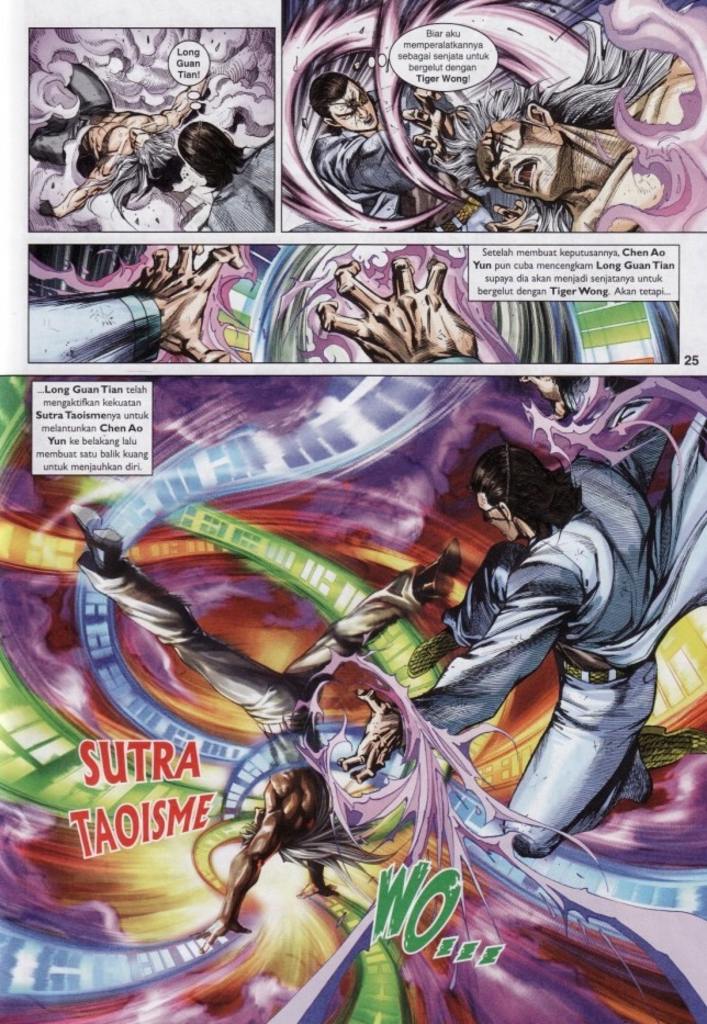 Long
Guan
Tian!
Biar aku
memperalatkannya
sebagai senjata untuk
bergelut dengan
Tiger Wong!
Setelah membuat keputusannya, Chen Ao
Yun pun cuba mencengkam Long Guan Tian
supaya dia akan menjadi senjatanya untuk
bergelut dengan Tiger Wong. Akan tetapi...
25
...Long Guan Tian telah
mengaktifkan kekuatan
Sutra Taoismenya untuk
melantunkan Chen Ao
Yun ke belakang lalu
membuat satu balik kuang
untuk menjauhkan diri.
SUTRA
TAOISME
WO...